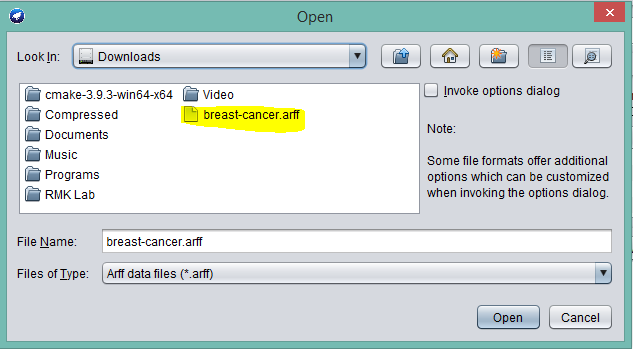 Open
Look In: Downloads
cmake-3.9.3-win64-x64 Video
Compressed breast-cancer.arff
Documents
Music
Programs
RMK Lab
Invoke options dialog
Note:
Some file formats offer additional
options which can be customized
when invoking the options dialog.
File Name: breast-cancer.arff
Files of Type: Arff data files (*.arff)
Open Cancel